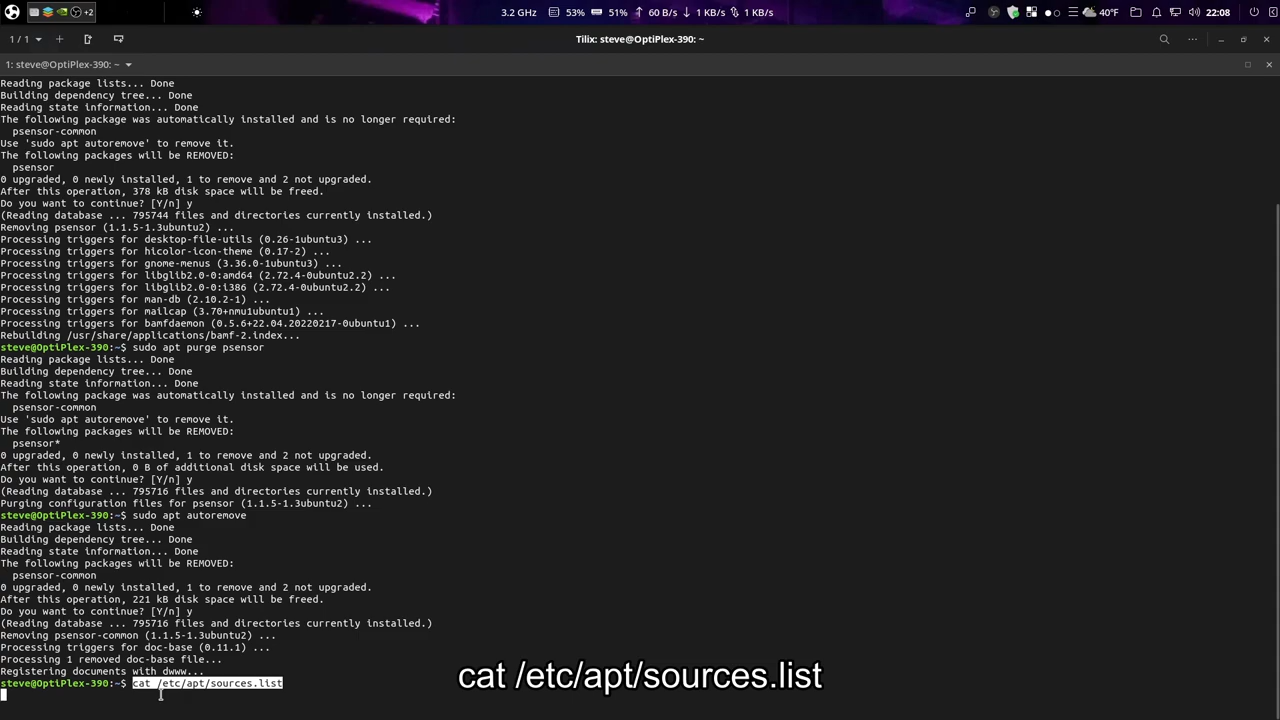 +2
3.2 GHz 53% 51% 60 B/s 1 KB/s 1 KB/s
40°F 22:08
1 / 1
Tilix: steve@OptiPlex-390: ~
1: steve@OptiPlex-390: ~
Reading package lists... Done
Building dependency tree... Done
Reading state information... Done
The following package was automatically installed and is no longer required:
psensor-common
Use 'sudo apt autoremove' to remove it.
The following packages will be REMOVED:
psensor
0 upgraded, 0 newly installed, 1 to remove and 2 not upgraded.
After this operation, 378 kB disk space will be freed.
Do you want to continue? [Y/n] y
(Reading database ... 795744 files and directories currently installed.)
Removing psensor (1.1.5-1.3ubuntu2) ...
Processing triggers for desktop-file-utils (0.26-1ubuntu3) ...
Processing triggers for hicolor-icon-theme (0.17-2) ...
Processing triggers for gnome-menus (3.36.0-1ubuntu3) ...
Processing triggers for libglib2.0-0:amd64 (2.72.4-0ubuntu2.2) ...
Processing triggers for libglib2.0-0:i386 (2.72.4-0ubuntu2.2) ...
Processing triggers for man-db (2.10.2-1) ...
Processing triggers for mailcap (3.70+nmu1ubuntu1) ...
Processing triggers for bamfdaemon (0.5.6+22.04.20220217-0ubuntu1) ...
Rebuilding /usr/share/applications/bamf-2.index...
steve@OptiPlex-390:~$ sudo apt purge psensor
Reading package lists... Done
Building dependency tree... Done
Reading state information... Done
The following package was automatically installed and is no longer required:
psensor-common
Use 'sudo apt autoremove' to remove it.
The following packages will be REMOVED:
psensor*
0 upgraded, 0 newly installed, 1 to remove and 2 not upgraded.
After this operation, 0 B of additional disk space will be used.
Do you want to continue? [Y/n] y
(Reading database ... 795716 files and directories currently installed.)
Purging configuration files for psensor (1.1.5-1.3ubuntu2) ...
steve@OptiPlex-390:~$ sudo apt autoremove
Reading package lists... Done
Building dependency tree... Done
Reading state information... Done
The following packages will be REMOVED:
psensor-common
0 upgraded, 0 newly installed, 1 to remove and 2 not upgraded.
After this operation, 221 kB disk space will be freed.
Do you want to continue? [Y/n] y
(Reading database ... 795716 files and directories currently installed.)
Removing psensor-common (1.1.5-1.3ubuntu2) ...
Processing triggers for doc-base (0.11.1) ...
Processing 1 removed doc-base file...
Registering documents with dwww...
steve@OptiPlex-390:~$ cat /etc/apt/sources.list
cat /etc/apt/sources.list